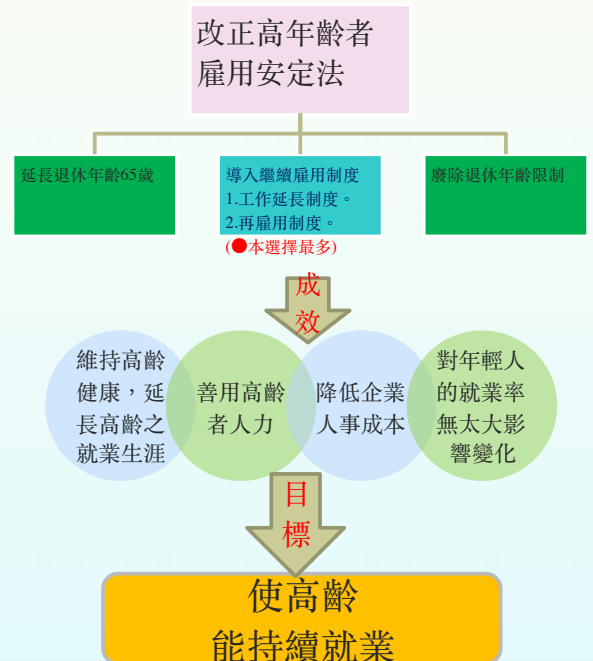 改正高年齡者
雇用安定法
延長退休年齡65歲
導入繼續雇用制度
1.工作延長制度。
2.再雇用制度。
(●本選擇最多)
廢除退休年齡限制
成
效
維持高齡
健康，延
長高齡之
就業生涯
善用高齡
者人力
降低企業
人事成本
對年輕人
的就業率
無太大影
響變化
目
標
使高齡
能持續就業